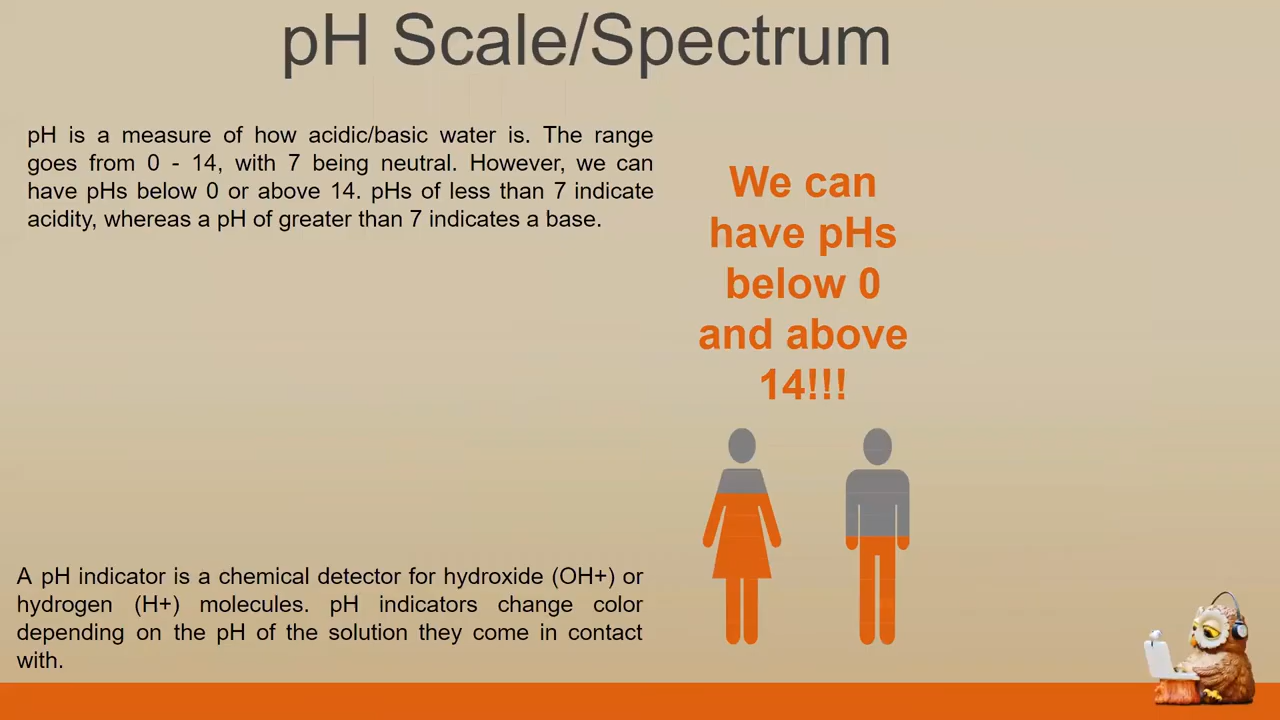 pH Scale/Spectrum
pH is a measure of how acidic/basic water is. The range
goes from 0 - 14, with 7 being neutral. However, we can
have pHs below 0 or above 14. pHs of less than 7 indicate
acidity, whereas a pH of greater than 7 indicates a base.
We can
have pHs
below 0
and above
14!!!
A pH indicator is a chemical detector for hydroxide (OH+) or
hydrogen (H+) molecules. pH indicators change color
depending on the pH of the solution they come in contact
with.